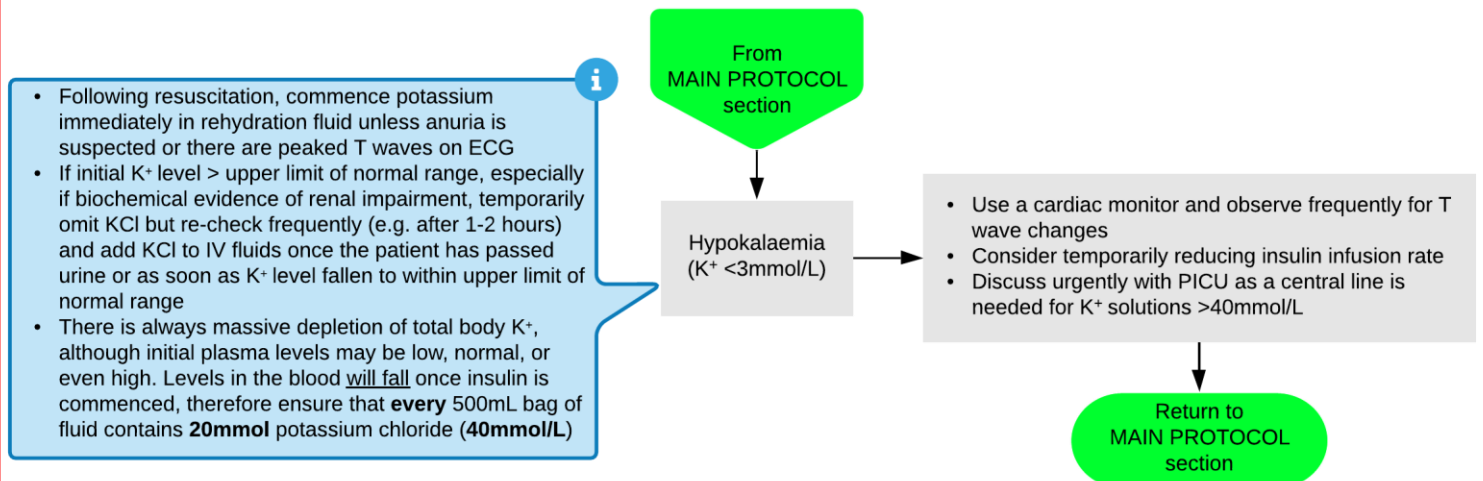 From
MAIN PROTOCOL
section
i
• Following resuscitation, commence potassium
immediately in rehydration fluid unless anuria is
suspected or there are peaked T waves on ECG
• If initial K⁺ level > upper limit of normal range, especially
if biochemical evidence of renal impairment, temporarily
omit KCl but re-check frequently (e.g. after 1-2 hours)
and add KCl to IV fluids once the patient has passed
urine or as soon as K⁺ level fallen to within upper limit of
normal range
• There is always massive depletion of total body K⁺,
although initial plasma levels may be low, normal, or
even high. Levels in the blood will fall once insulin is
commenced, therefore ensure that every 500mL bag of
fluid contains 20mmol potassium chloride (40mmol/L)
Hypokalaemia
(K⁺ <3mmol/L)
• Use a cardiac monitor and observe frequently for T
wave changes
• Consider temporarily reducing insulin infusion rate
• Discuss urgently with PICU as a central line is
needed for K⁺ solutions >40mmol/L
Return to
MAIN PROTOCOL
section